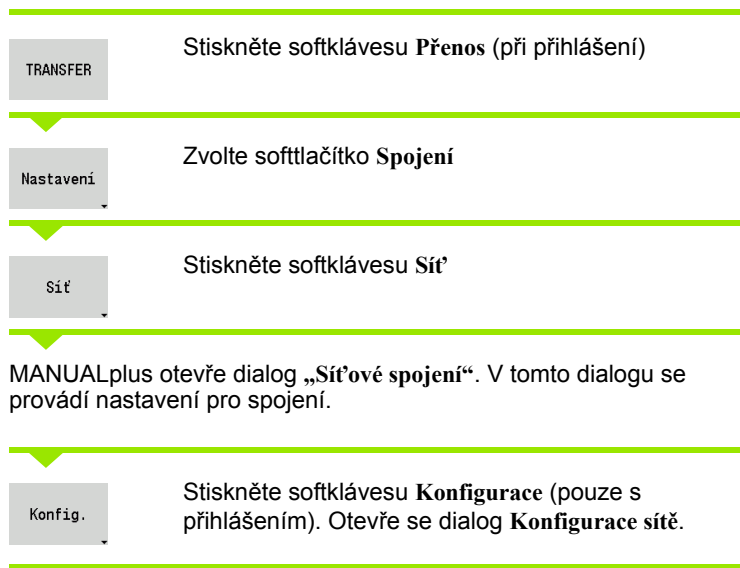 TRANSFER
Stiskněte softklávesu Přenos (při přihlášení)
Nastavení
Zvolte softtlačítko Spojení
Síť
Stiskněte softklávesu Síť
MANUALplus otevře dialog „Síťové spojení“. V tomto dialogu se
provádí nastavení pro spojení.
Konfig.
Stiskněte softklávesu Konfigurace (pouze s
přihlášením). Otevře se dialog Konfigurace sítě.